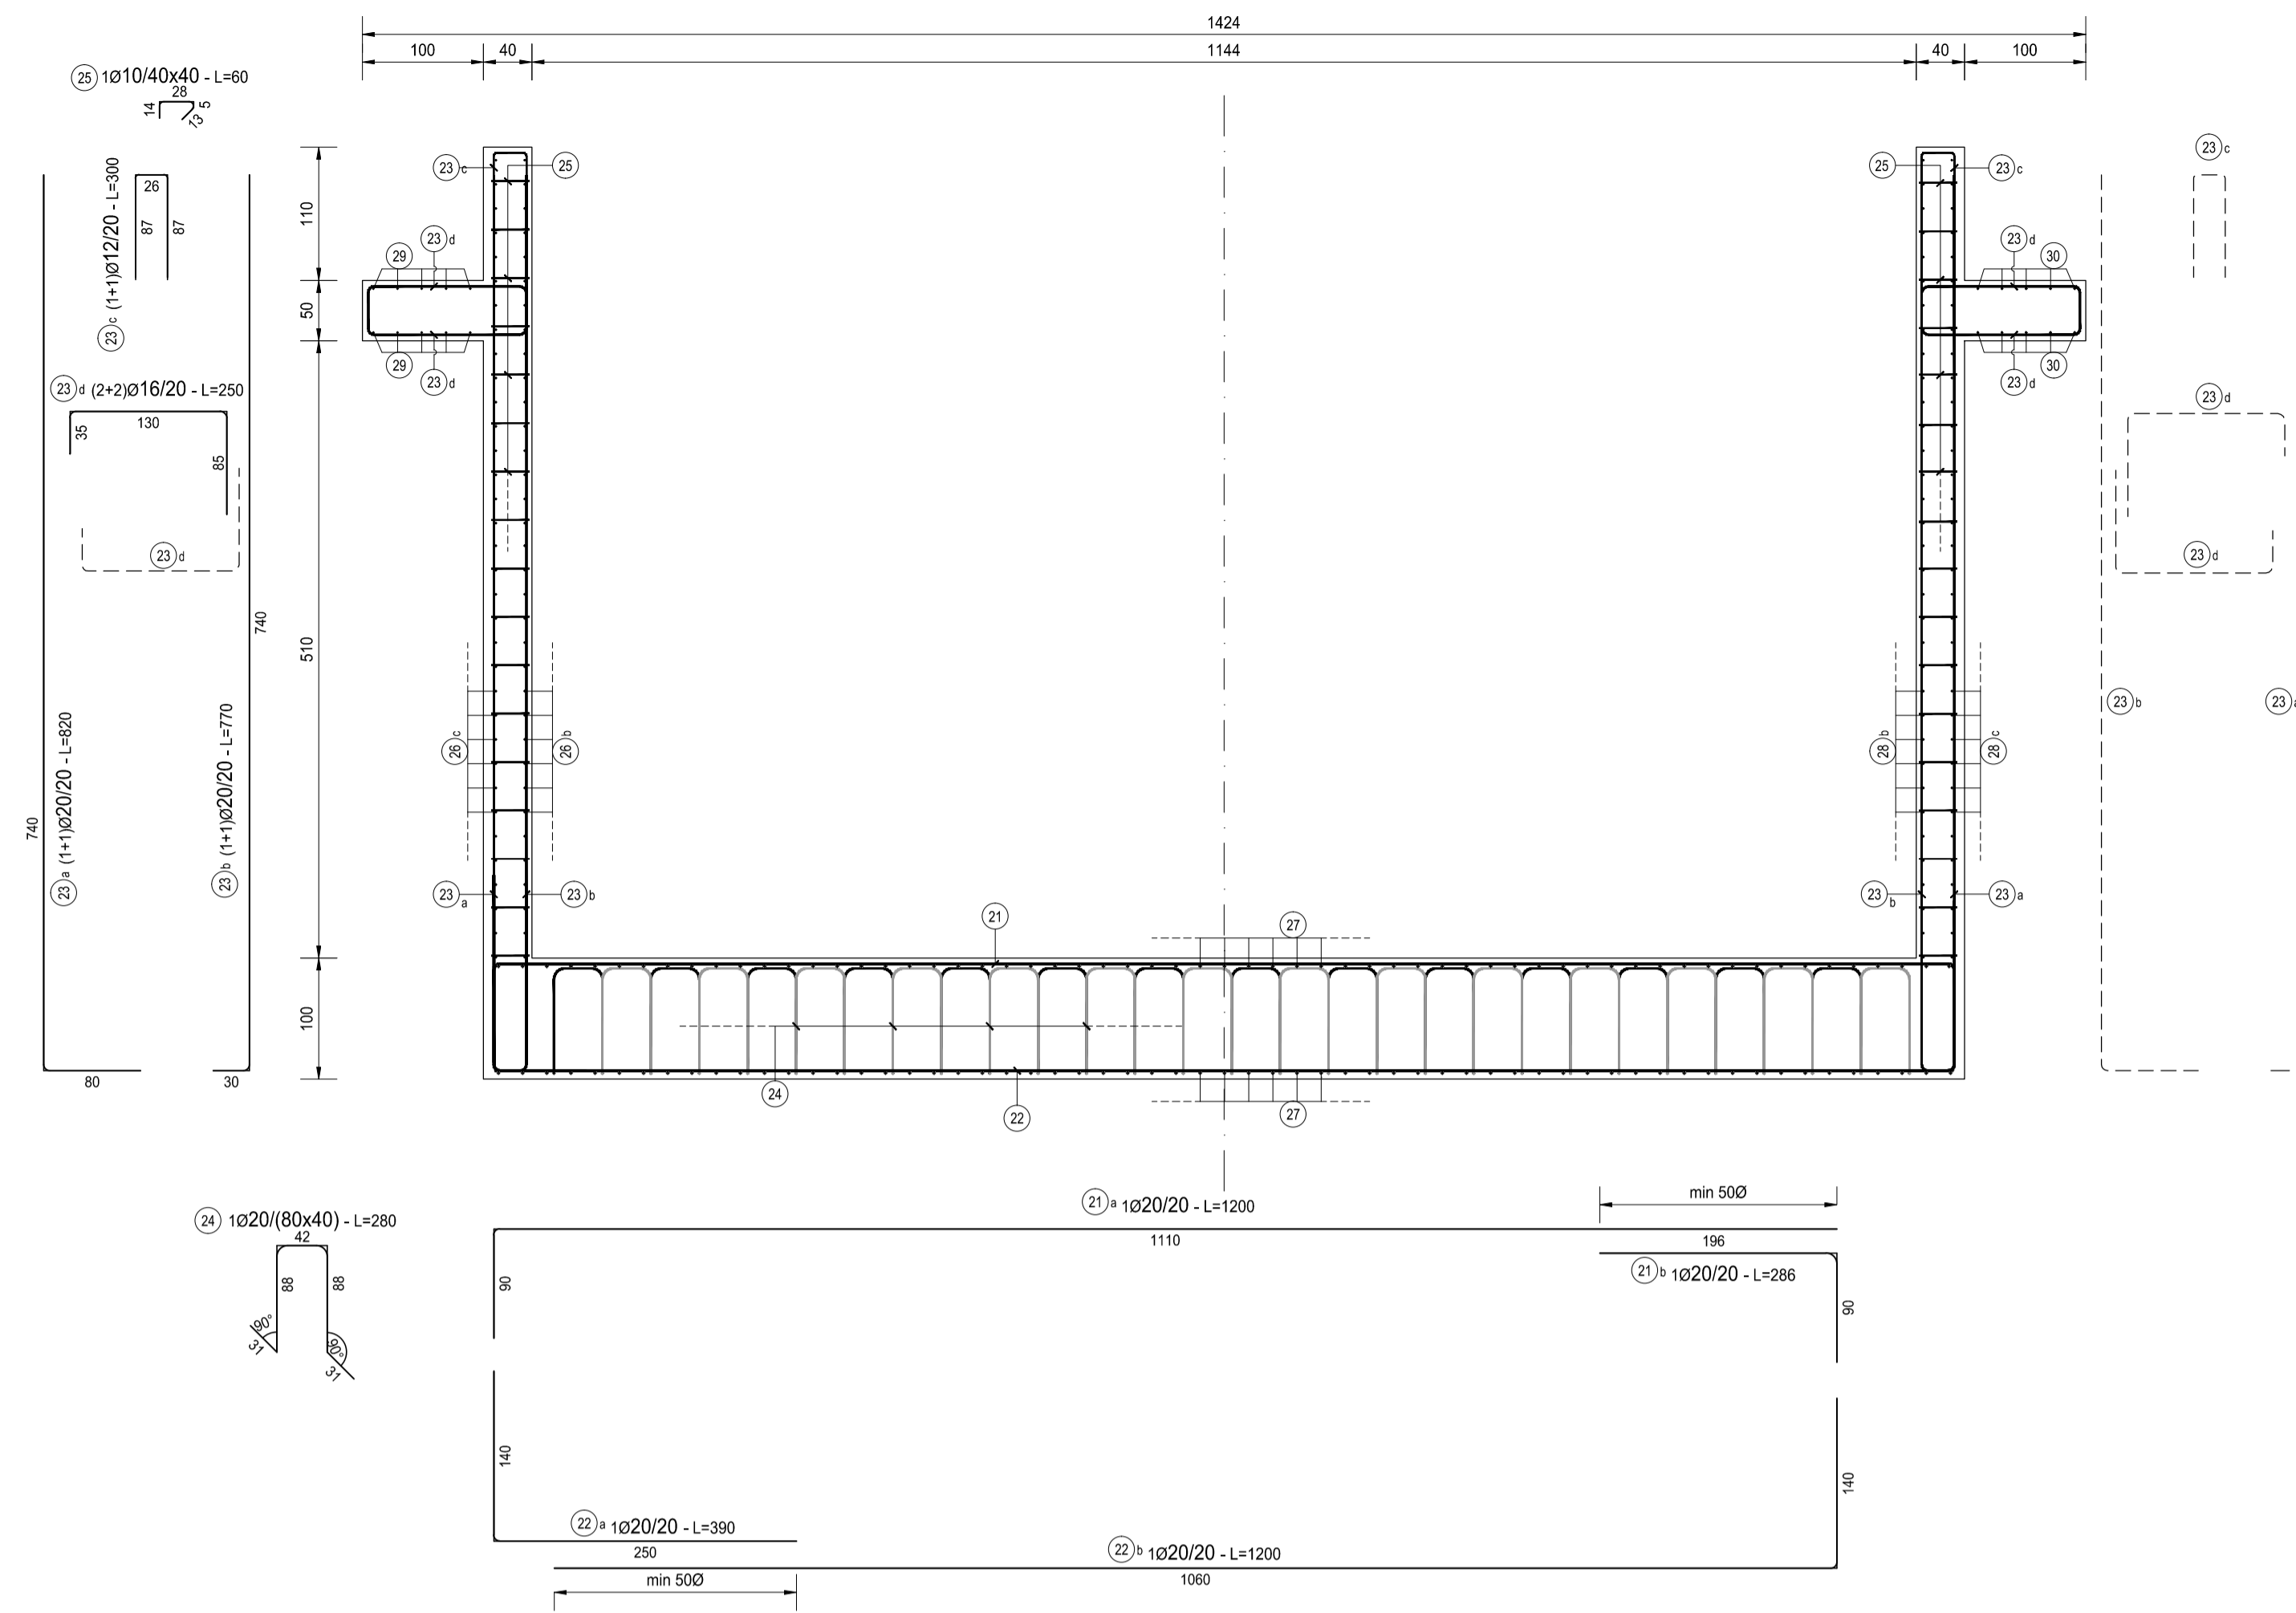 1424
100 40 1144 40 100
25 1Ø10/40x40 - L=60
28
14 5
13
23 c (1+1)Ø12/20 - L=300
26
87 87
23 d (2+2)Ø16/20 - L=250
130
35
85
23 d
740
740
23 a (1+1)Ø20/20 - L=820
23 b (1+1)Ø20/20 - L=770
80 30
110
50
510
100
23 c 25
25 23 c
29 23 d
23 d 30
29 23 d
23 d 30
26 c 26 b
28 b 28 c
23 a 23 b
23 b 23 a
21 27
24 22 27
23 c
23 d
23 d
23 b 23
24 1Ø20/(80x40) - L=280
42
88 88
90° 90°
31 31
21 a 1Ø20/20 - L=1200
1110
min 50Ø
196
21 b 1Ø20/20 - L=286
90 90
140 140
22 a 1Ø20/20 - L=390
250
22 b 1Ø20/20 - L=1200
min 50Ø 1060